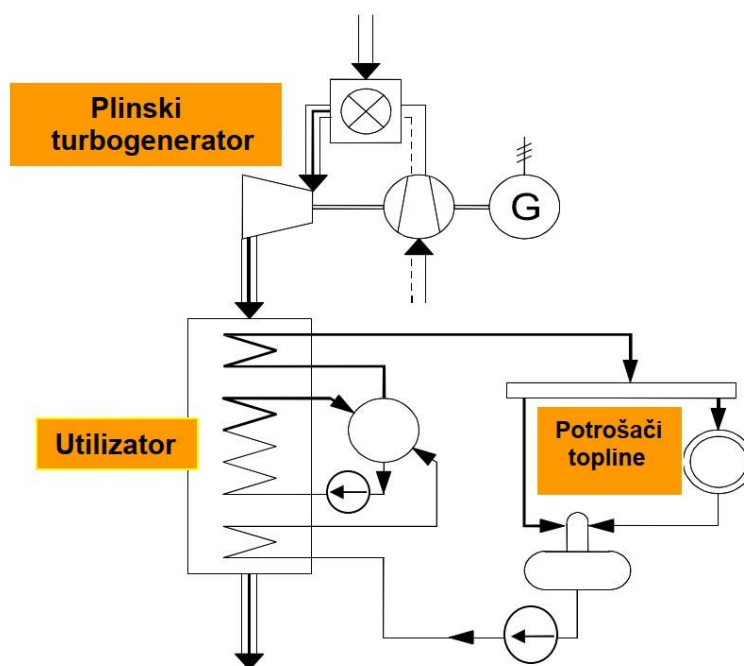 Plinski
turbogenerator
G
Utilizator
Potrošači
topline